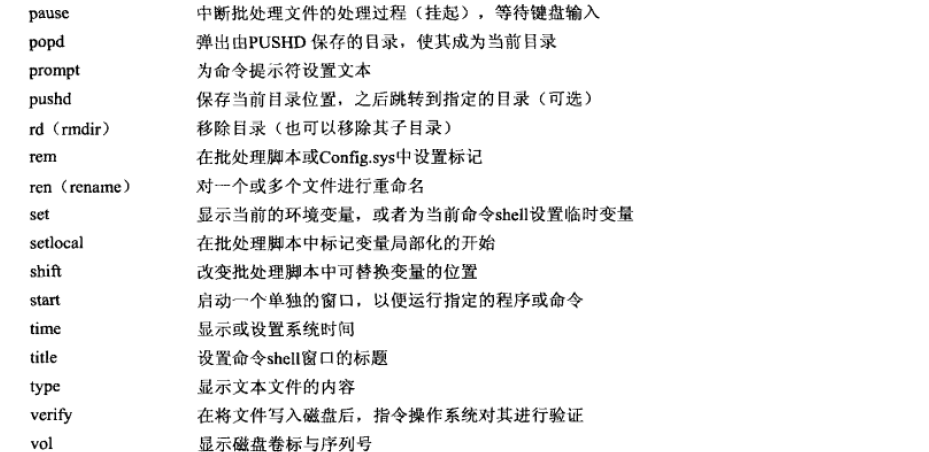 pause 中断批处理文件的处理过程（挂起），等待键盘输入
popd 弹出由PUSHD 保存的目录，使其成为当前目录
prompt 为命令提示符设置文本
pushd 保存当前目录位置，之后跳转到指定的目录（可选）
rd（rmdir） 移除目录（也可以移除其子目录）
rem 在批处理脚本或Config.sys中设置标记
ren（rename） 对一个或多个文件进行重命名
set 显示当前的环境变量，或者为当前命令shell设置临时变量
setlocal 在批处理脚本中标记变量局部化的开始
shift 改变批处理脚本中可替换变量的位置
start 启动一个单独的窗口，以便运行指定的程序或命令
time 显示或设置系统时间
title 设置命令shell窗口的标题
type 显示文本文件的内容
verify 在将文件写入磁盘后，指令操作系统对其进行验证
vol 显示磁盘卷标与序列号